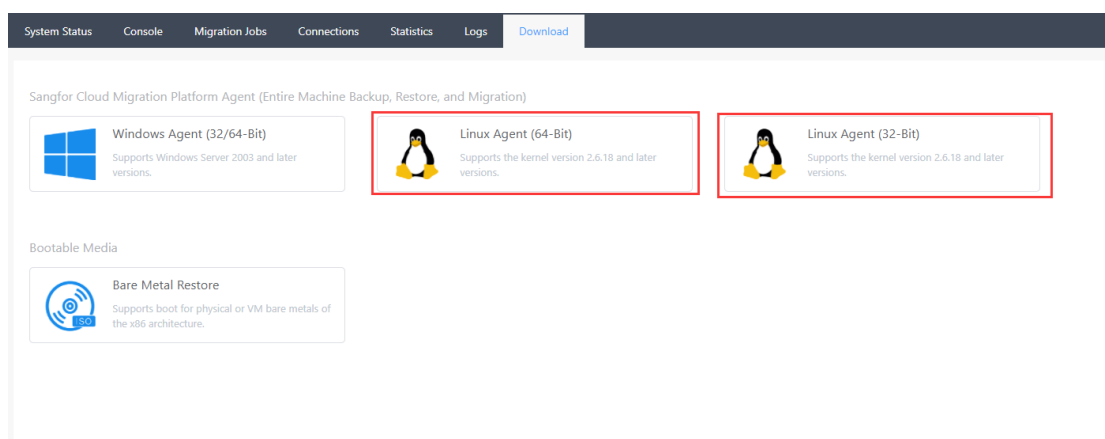 System Status Console Migration Jobs Connections Statistics Logs Download
Sangfor Cloud Migration Platform Agent (Entire Machine Backup, Restore, and Migration)
Windows Agent (32/64-Bit)
Supports Windows Server 2003 and later
versions.
Linux Agent (64-Bit)
Supports the kernel version 2.6.18 and later
versions.
Linux Agent (32-Bit)
Supports the kernel version 2.6.18 and later
versions.
Bootable Media
ISO
Bare Metal Restore
Supports boot for physical or VM bare metals of
the x86 architecture.